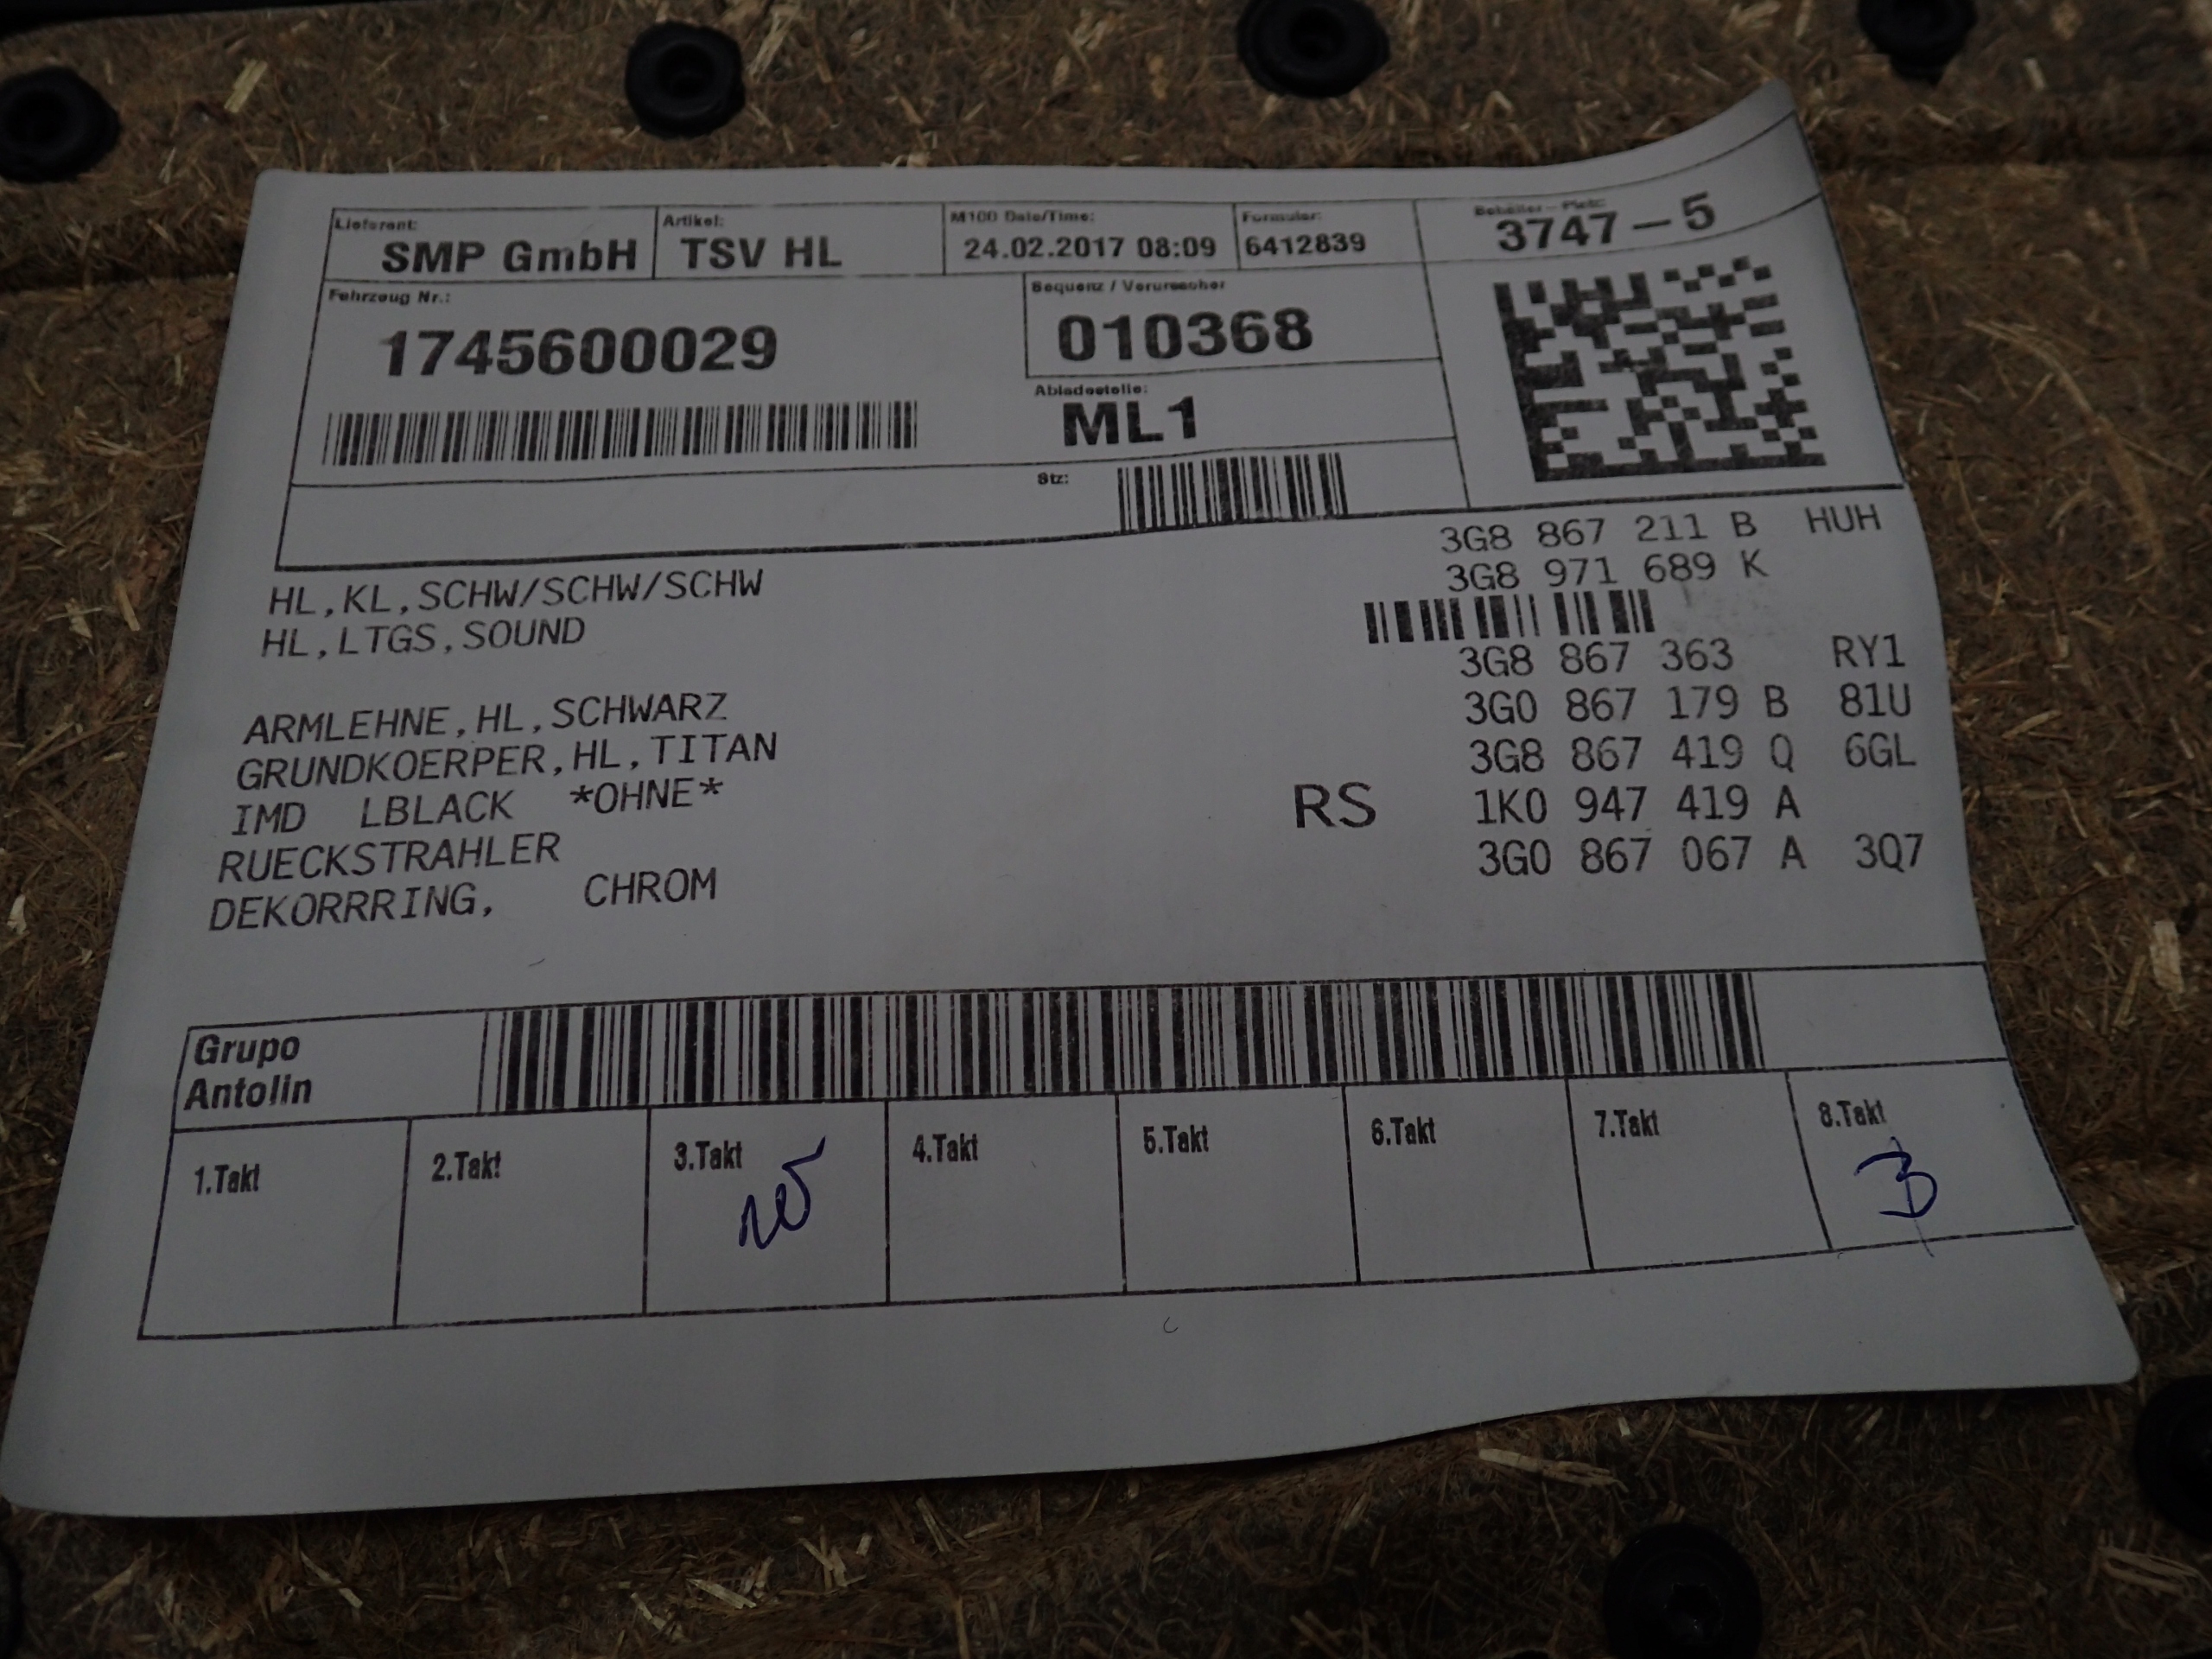 Lieferant: Artikel: M100 Date/Time: Formular: Behälter - Platz:
SMP GmbH TSV HL 24.02.2017 08:09 6412839 3747-5
Fahrzeug Nr.: Sequenz / Verursacher
1745600029 010368
Abladestelle:
ML1
Stz:
3G8 867 211 B HUH
HL,KL,SCHW/SCHW/SCHW 3G8 971 689 K
HL,LTGS,SOUND
3G8 867 363 RY1
ARMLEHNE,HL,SCHWARZ 3G0 867 179 B 81U
GRUNDKOERPER,HL,TITAN 3G8 867 419 Q 6GL
IMD LBLACK *OHNE* RS 1K0 947 419 A
RUECKSTRAHLER 3G0 867 067 A 3Q7
DEKORRRING, CHROM
Grupo
Antolin
1.Takt 2.Takt 3.Takt 4.Takt 5.Takt 6.Takt 7.Takt 8.Takt